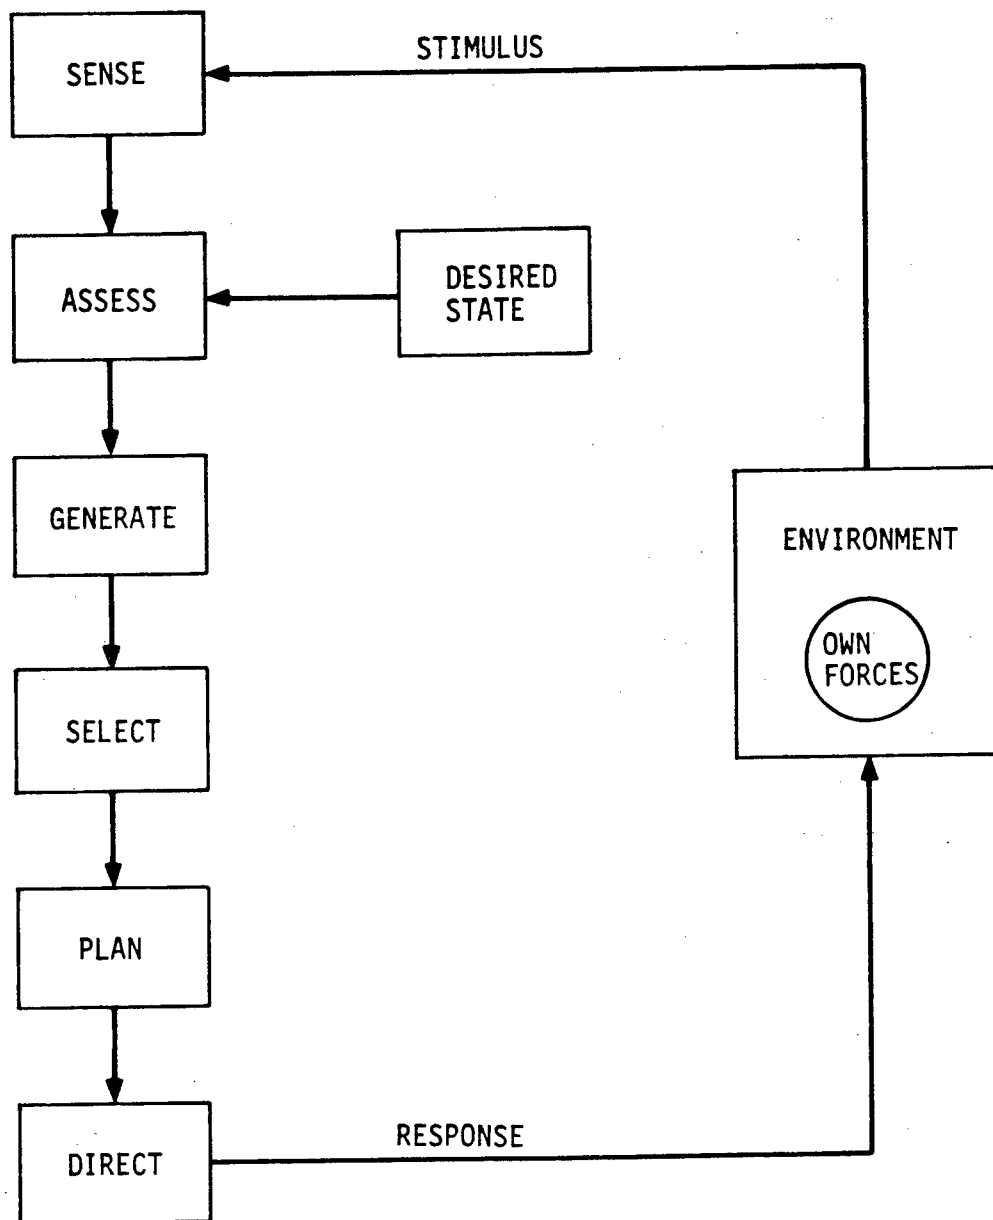 STIMULUS
SENSE
ASSESS
DESIRED
STATE
GENERATE
ENVIRONMENT
OWN
FORCES
SELECT
PLAN
RESPONSE
DIRECT